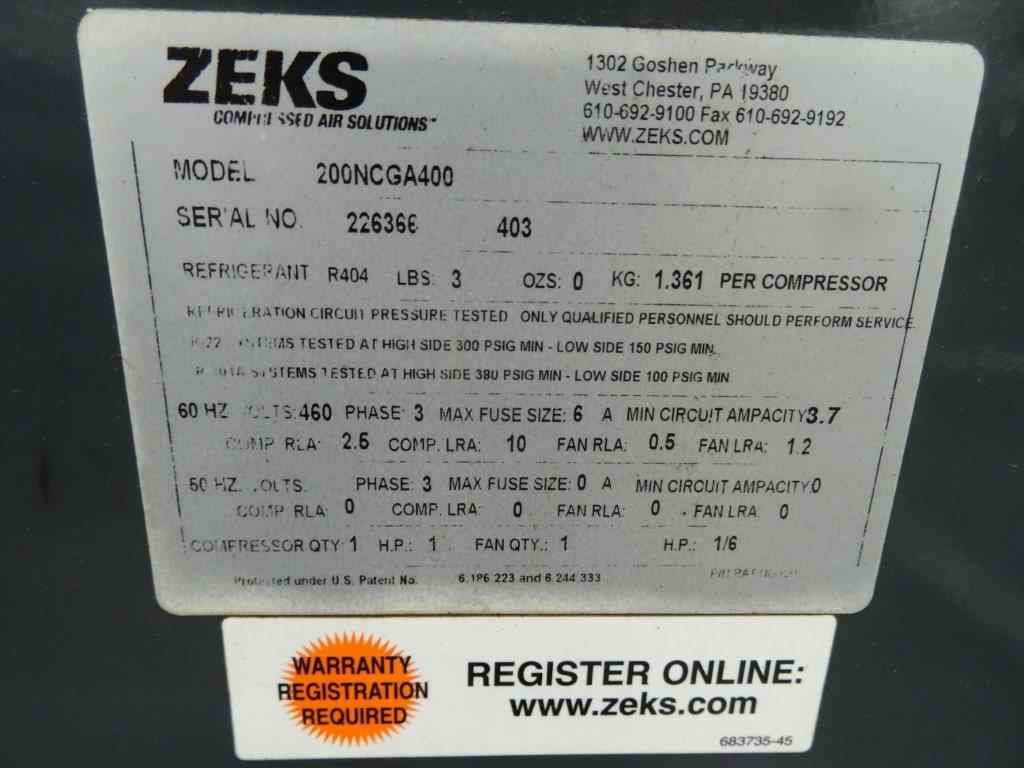 ZEKS
COMPRESSED AIR SOLUTIONS™
1302 Goshen Parkway
West Chester, PA 19380
610-692-9100 Fax 610-692-9192
WWW.ZEKS.COM
MODEL 200NCGA400
SERIAL NO. 226366 403
REFRIGERANT R404 LBS: 3 OZS: 0 KG: 1.361 PER COMPRESSOR
REFRIGERATION CIRCUIT PRESSURE TESTED ONLY QUALIFIED PERSONNEL SHOULD PERFORM SERVICE.
R-22 SYSTEMS TESTED AT HIGH SIDE 300 PSIG MIN - LOW SIDE 150 PSIG MIN.
SYSTEMS TESTED AT HIGH SIDE 380 PSIG MIN - LOW SIDE 100 PSIG MIN
60 HZ VOLTS: 460 PHASE: 3 MAX FUSE SIZE: 6 A MIN CIRCUIT AMPACITY 3.7
COMP RLA: 2.5 COMP. LRA: 10 FAN RLA: 0.5 FAN LRA: 1.2
50 HZ. VOLTS. PHASE: 3 MAX FUSE SIZE: 0 A MIN CIRCUIT AMPACITY: 0
COMP RLA: 0 COMP. LRA: 0 FAN RLA: 0 FAN LRA 0
COMPRESSOR QTY: 1 H.P.: 1 FAN QTY.: 1 H.P.: 1/6
Protected under U.S. Patent No. 6,186,223 and 6,244,333
WARRANTY
REGISTRATION
REQUIRED
REGISTER ONLINE:
www.zeks.com
683735-45